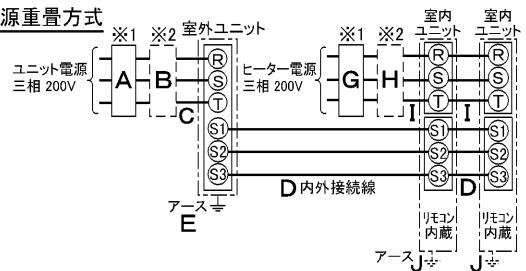 源重畳方式
※1 ※2 室外ユニット
ユニット電源
三相 200V
A B C
R
S
T
S1
S2
S3
アース
E
※1 ※2
ヒーター電源
三相 200V
G H
室内
ユニット
室内
ユニット
R R
S S
T T
I I
S1 S1
S2 S2
S3 S3
D 内外接続線
D
リモコン
内蔵
リモコン
内蔵
アース J J